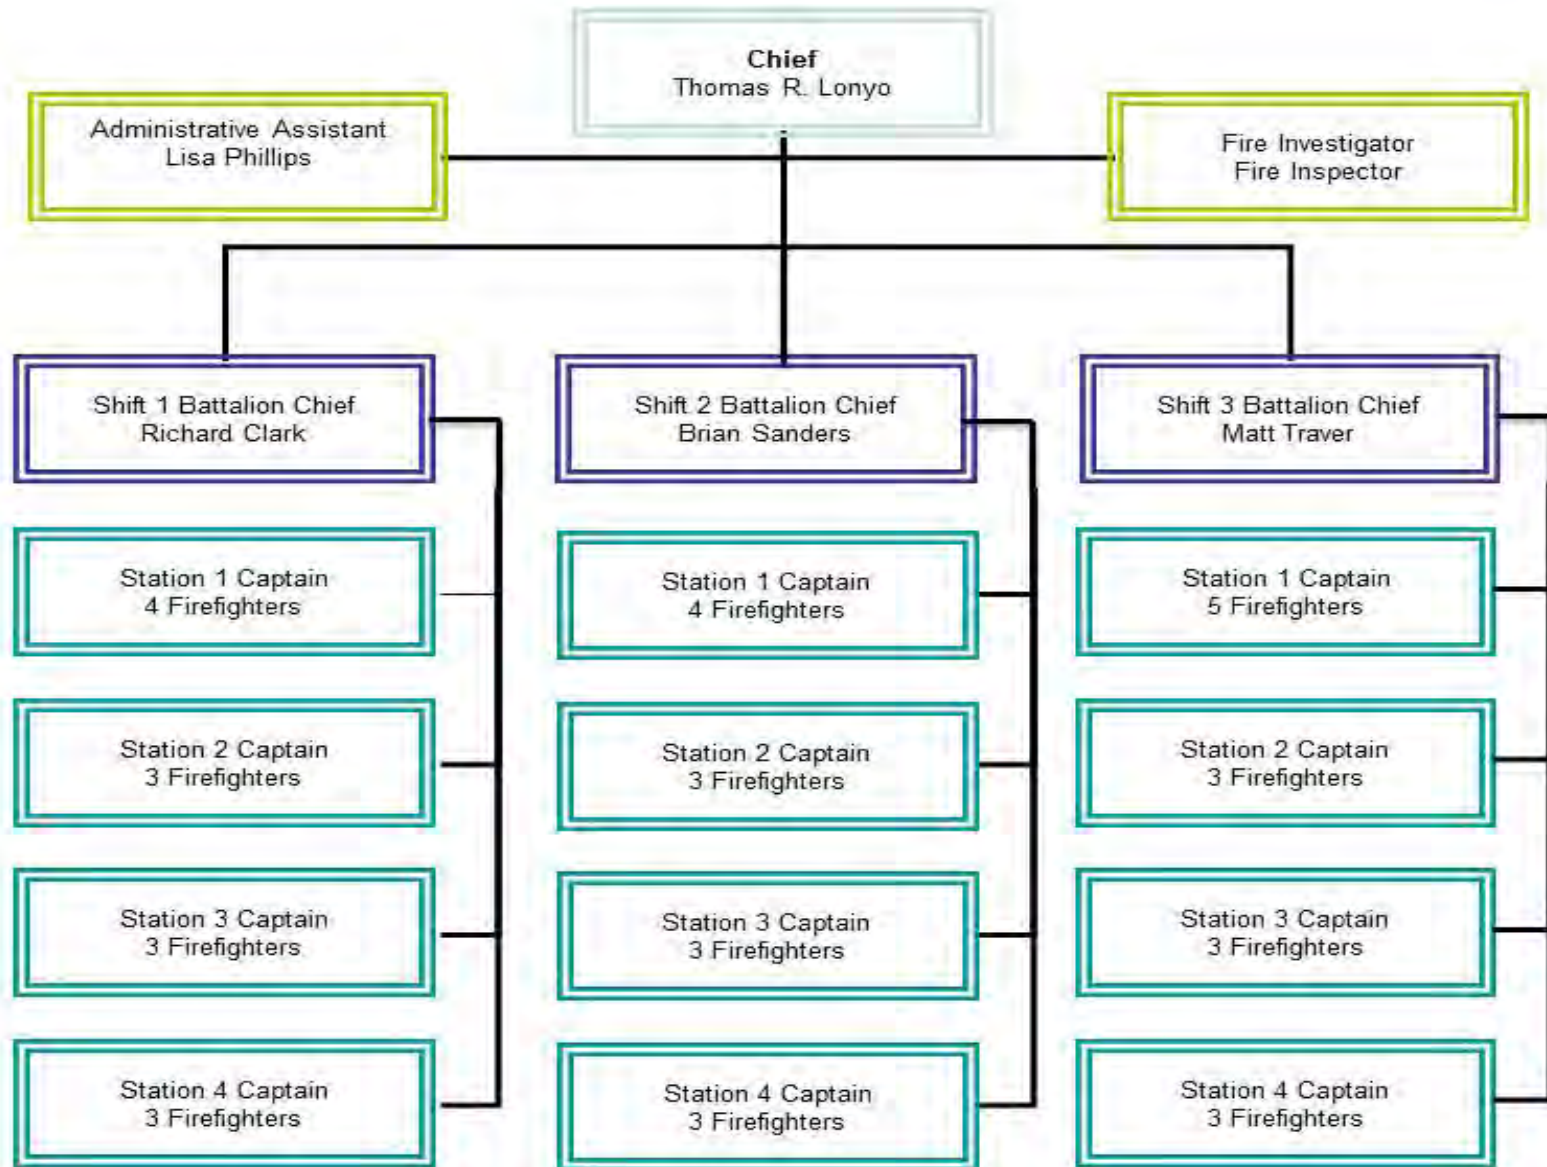 Chief
Thomas R. Lonyo
Administrative Assistant
Lisa Phillips
Fire Investigator
Fire Inspector
Shift 1 Battalion Chief
Richard Clark
Shift 2 Battalion Chief
Brian Sanders
Shift 3 Battalion Chief
Matt Traver
Station 1 Captain
4 Firefighters
Station 1 Captain
4 Firefighters
Station 1 Captain
5 Firefighters
Station 2 Captain
3 Firefighters
Station 2 Captain
3 Firefighters
Station 2 Captain
3 Firefighters
Station 3 Captain
3 Firefighters
Station 3 Captain
3 Firefighters
Station 3 Captain
3 Firefighters
Station 4 Captain
3 Firefighters
Station 4 Captain
3 Firefighters
Station 4 Captain
3 Firefighters